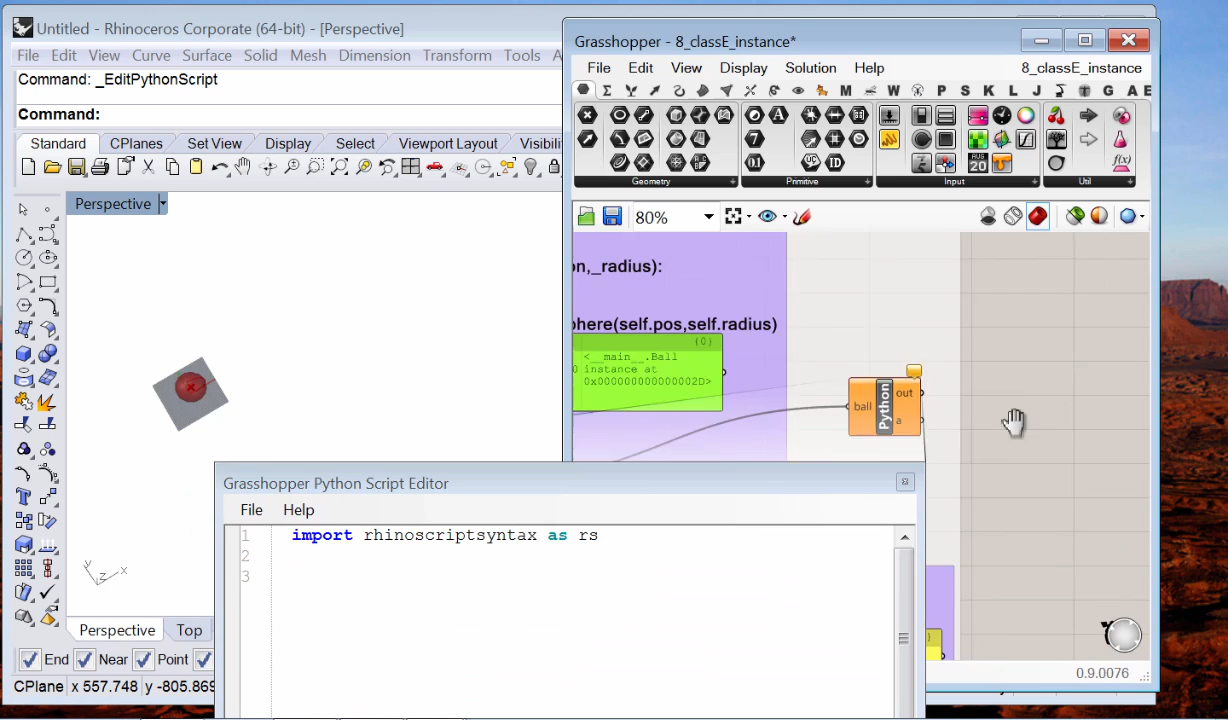 Untitled - Rhinoceros Corporate (64-bit) - [Perspective]
File Edit View Curve Surface Solid Mesh Dimension Transform Tools A
Command: _EditPythonScript
Command:
Standard CPlanes Set View Display Select Viewport Layout Visibili
Perspective
y
z x
Perspective Top
End Near Point
CPlane x 557.748 y -805.869
Grasshopper - 8_classE_instance*
File Edit View Display Solution Help 8_classE_instance
M W P S K L J G A E
Geometry Primitive Input Util
80%
n,_radius):
here(self.pos,self.radius)
{0}
0 <__main__.Ball
instance at
0x000000000000002D>
ball Python out
a
0.9.0076
Grasshopper Python Script Editor
File Help
1 import rhinoscriptsyntax as rs
2
3